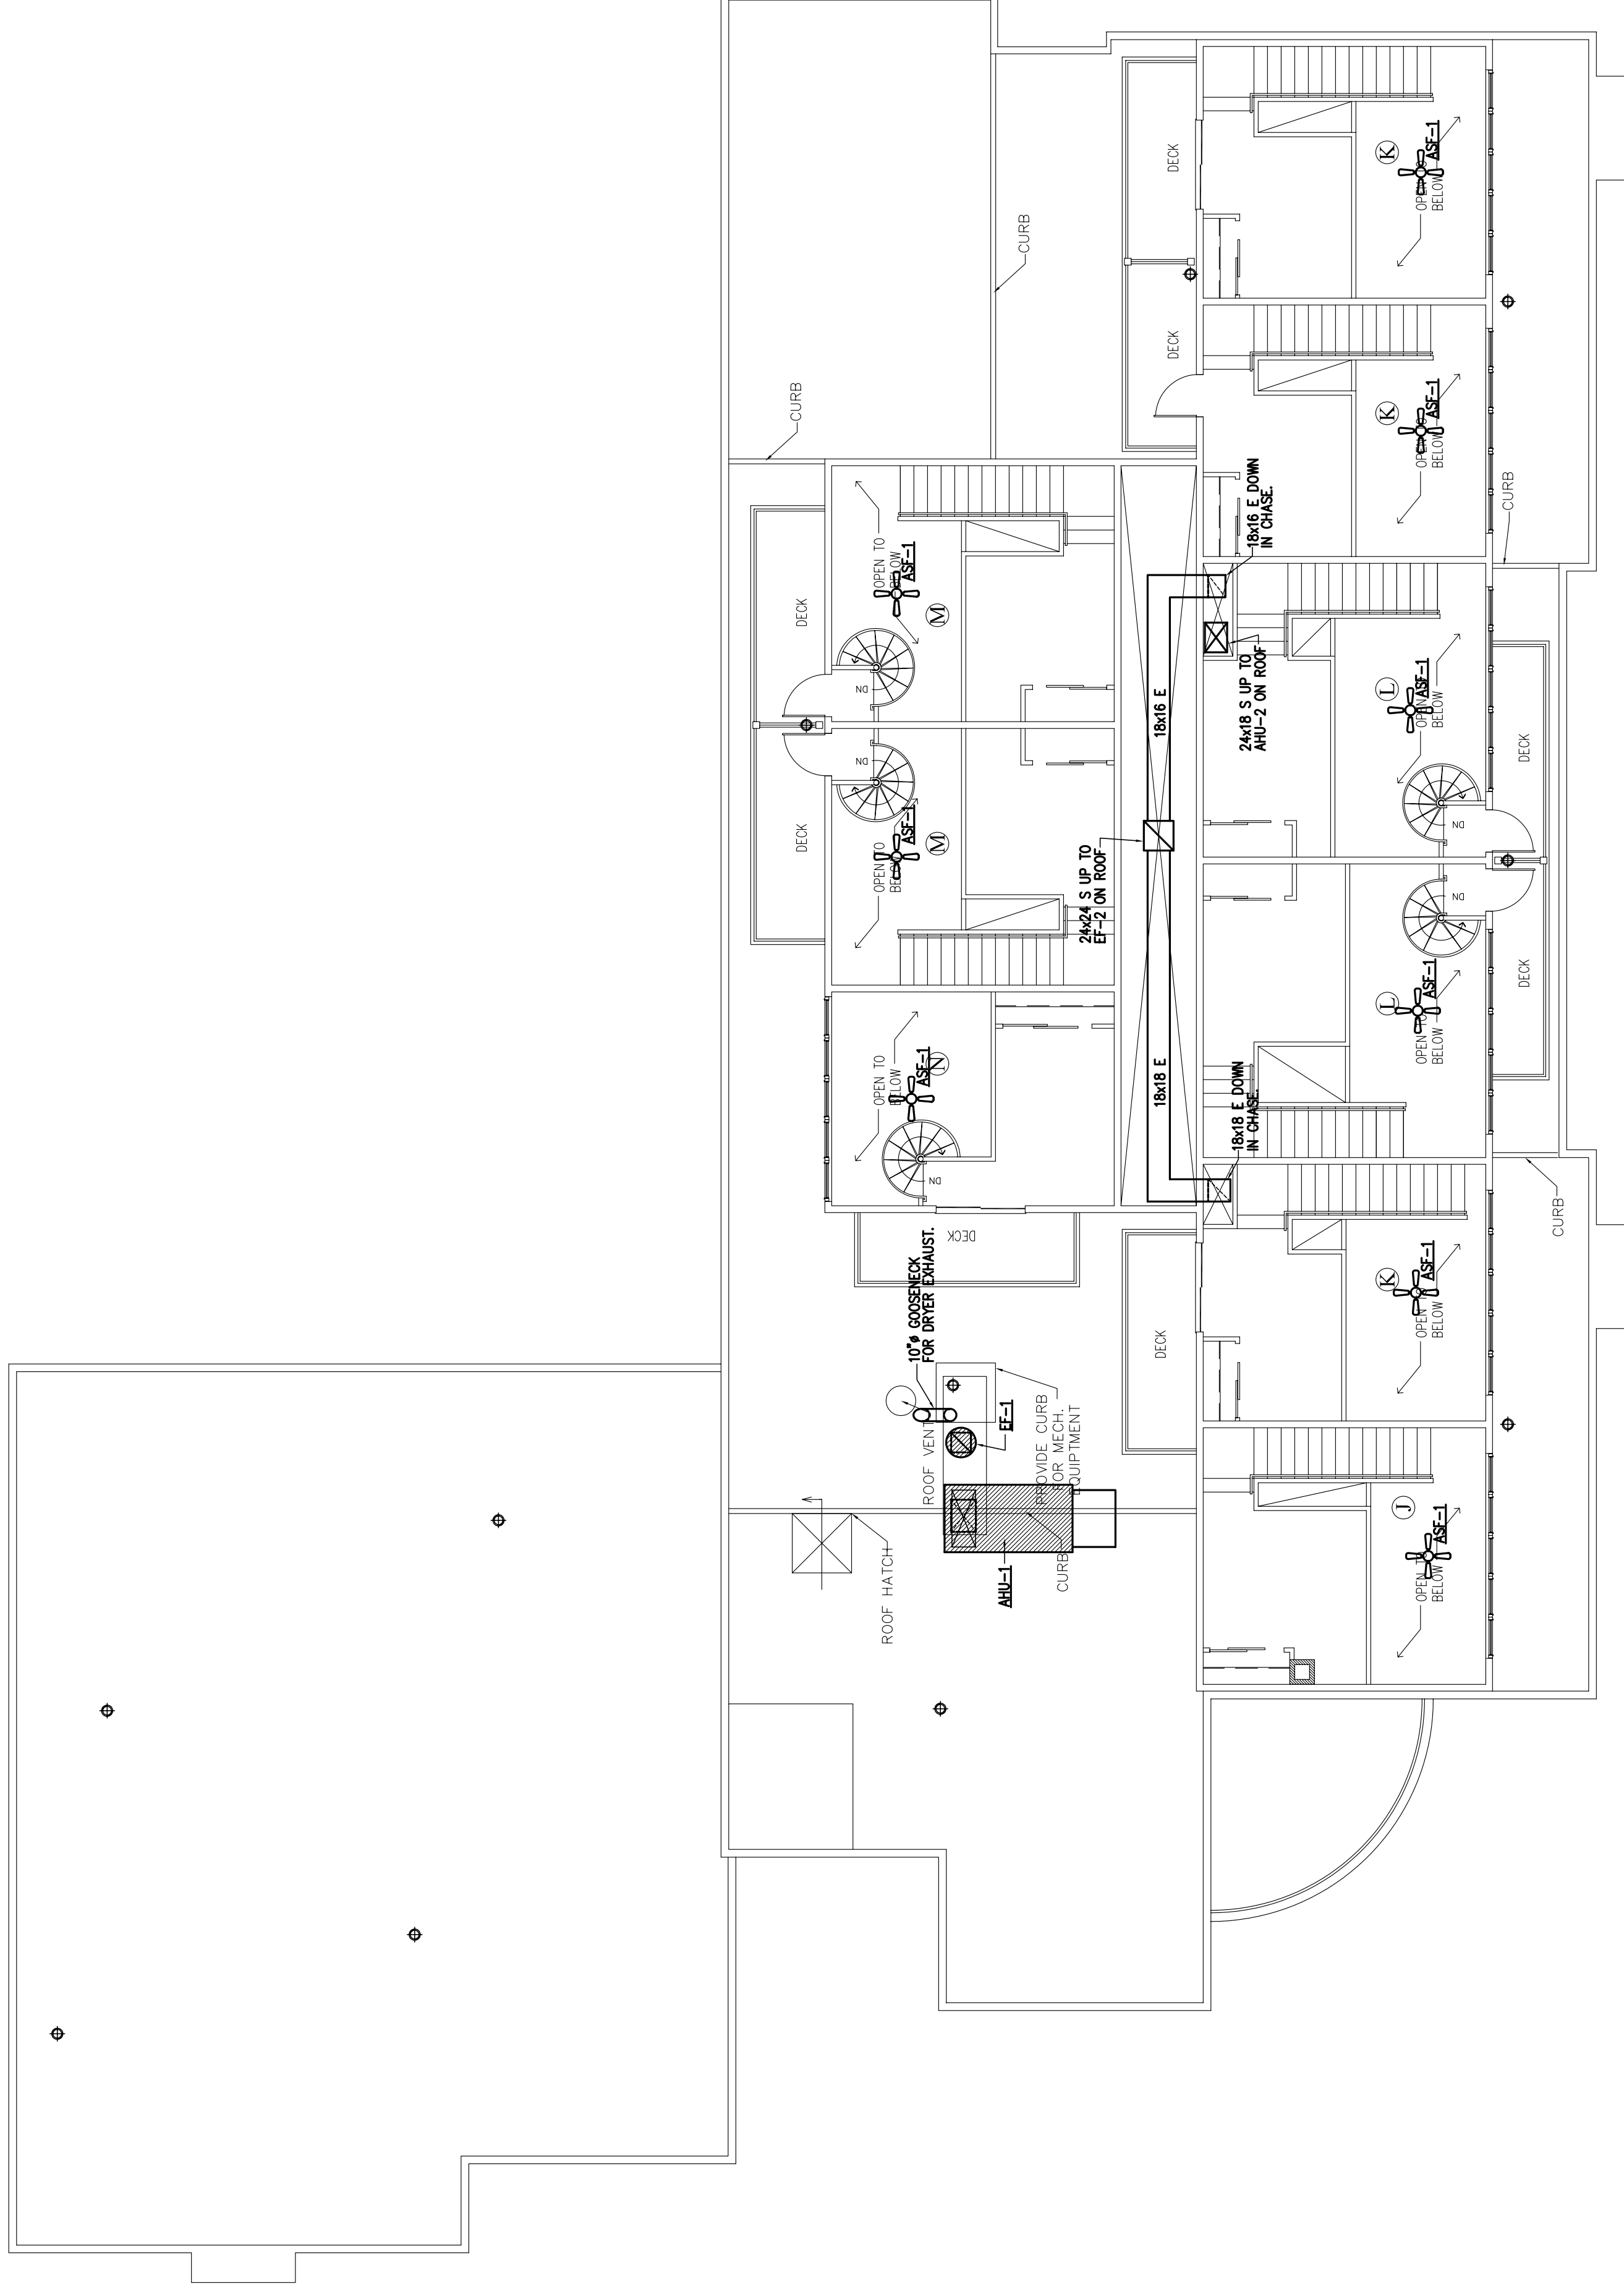 DECK
CURB
K
ASF-1
OPEN TO
BELOW
DECK
CURB
K
ASF-1
OPEN TO
BELOW
CURB
18x16 E DOWN
IN CHASE.
DECK
OPEN TO
BELOW
ASF-1
M
DN
18x16 E
24x18 S UP TO
AHU-2 ON ROOF
L
ASF-1
OPEN TO
BELOW
DECK
DN
DECK
DN
OPEN TO
BELOW
ASF-1
M
24x24 S UP TO
EF-2 ON ROOF
DN
L
ASF-1
OPEN TO
BELOW
DECK
OPEN TO
BELOW
ASF-1
N
DN
18x18 E
18x18 E DOWN
IN CHASE.
CURB
DECK
10"ø GOOSENECK
FOR DRYER EXHAUST.
DECK
K
ASF-1
OPEN TO
BELOW
ROOF VENT
EF-1
PROVIDE CURB
FOR MECH.
EQUIPTMENT
ROOF HATCH
AHU-1
CURB
J
ASF-1
OPEN TO
BELOW